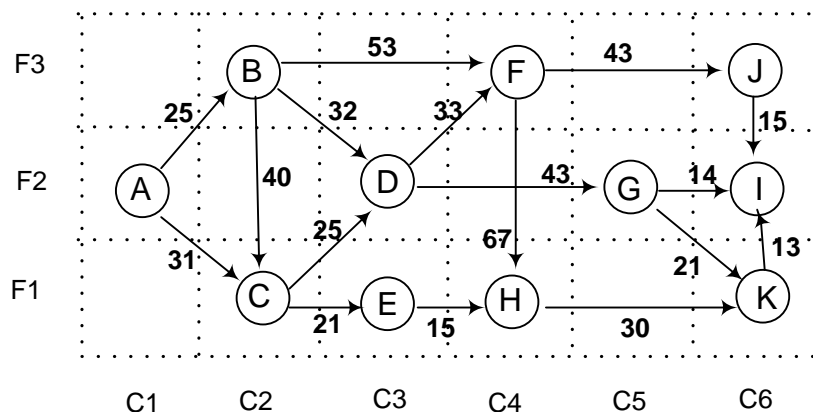 F3 B 53 F 43 J
25 32 33 15
F2 A 40 D 43 G 14 I
31 25 67 21 13
F1 C 21 E 15 H 30 K
C1 C2 C3 C4 C5 C6